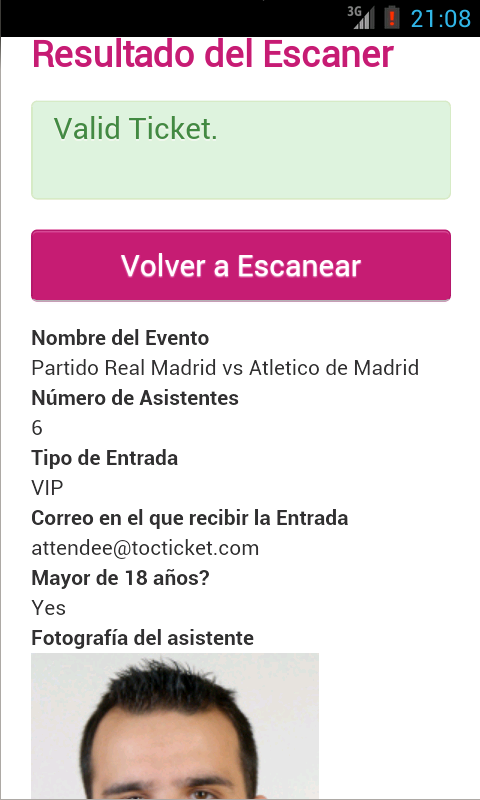 3G 21:08
Resultado del Escaner
Valid Ticket.
Volver a Escanear
Nombre del Evento
Partido Real Madrid vs Atletico de Madrid
Número de Asistentes
6
Tipo de Entrada
VIP
Correo en el que recibir la Entrada
attendee@tocticket.com
Mayor de 18 años?
Yes
Fotografía del asistente